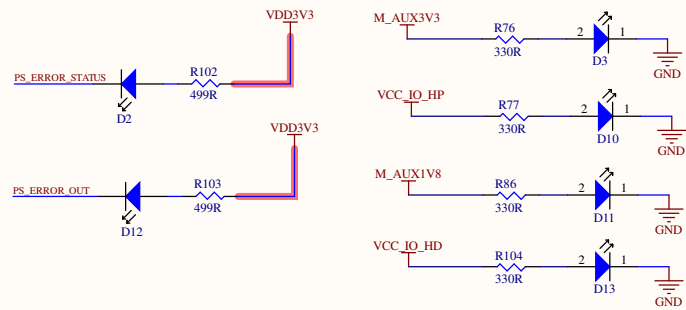 VDD3V3
PS_ERROR_STATUS
R102
499R
D2
VDD3V3
PS_ERROR_OUT
R103
499R
D12
M_AUX3V3
R76
330R
2
1
D3
GND
VCC_IO_HP
R77
330R
2
1
D10
GND
M_AUX1V8
R86
330R
2
1
D11
GND
VCC_IO_HD
R104
330R
2
1
D13
GND